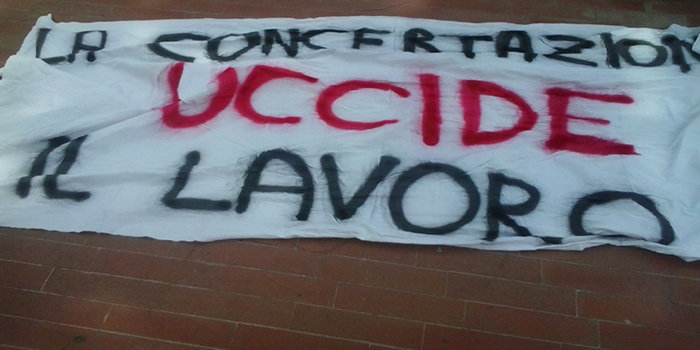 LA CONCERTAZION
UCCIDE
IL LAVORO